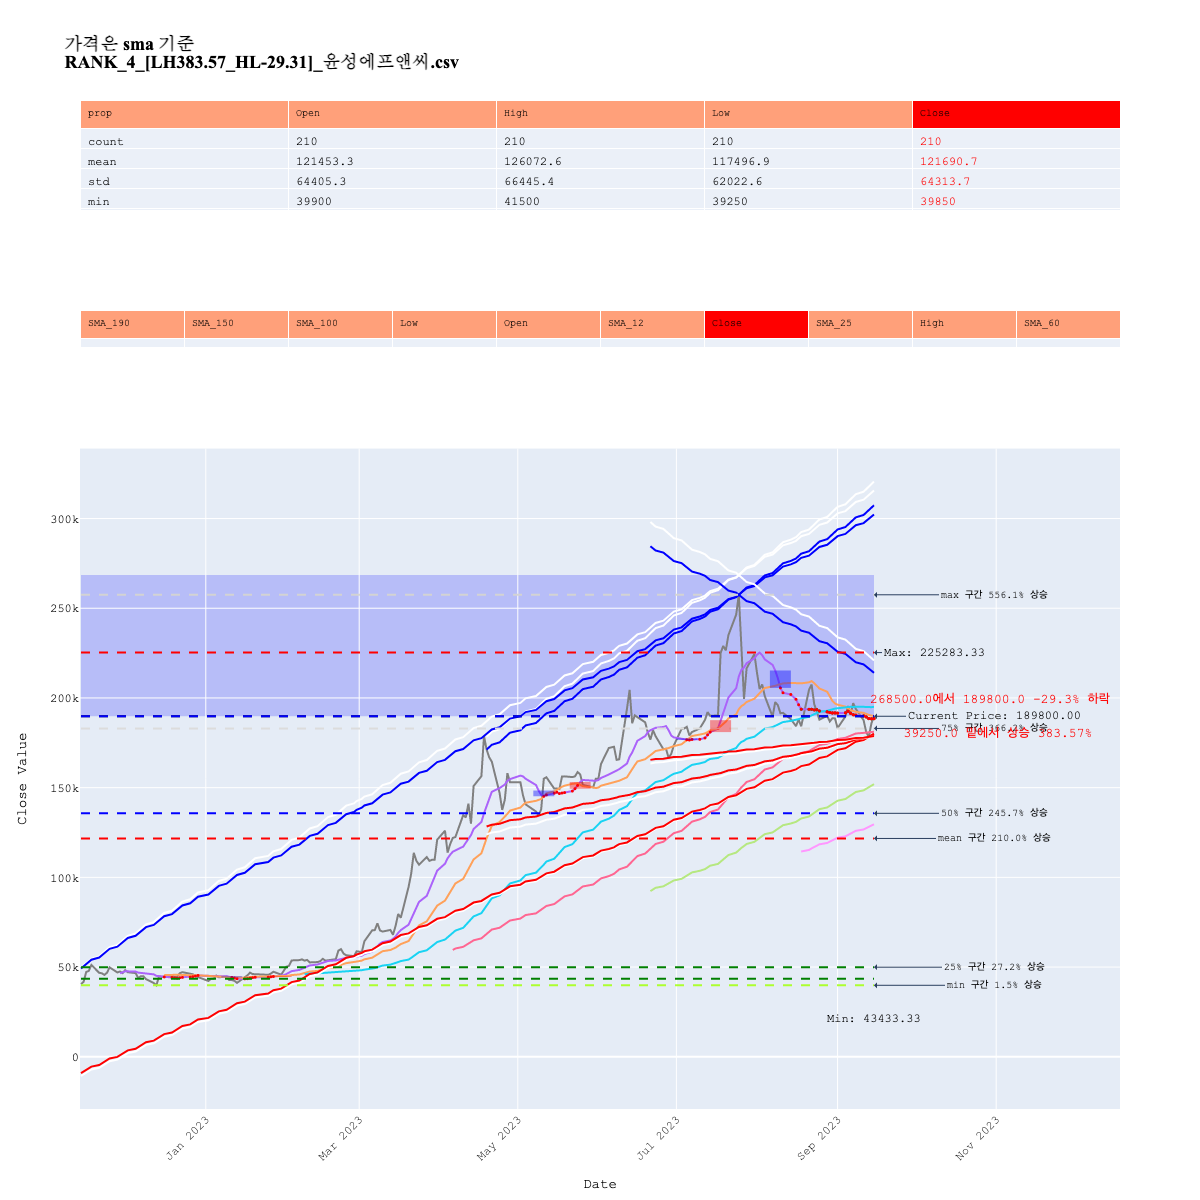 가격은 sma 기준
RANK_4_[LH383.57_HL-29.31]_윤성에프앤씨.csv
prop Open High Low Close
count 210 210 210 210
mean 121453.3 126072.6 117496.9 121690.7
std 64405.3 66445.4 62022.6 64313.7
min 39900 41500 39250 39850
SMA_190 SMA_150 SMA_100 Low Open SMA_12 Close SMA_25 High SMA_60
300k
250k
200k
150k
100k
50k
0
Close Value
max 구간 556.1% 상승
Max: 225283.33
268500.0에서 189800.0 -29.3% 하락
Current Price: 189800.00
75% 구간 366.2% 상승
39250.0 끝에서 상승 383.57%
50% 구간 245.7% 상승
mean 구간 210.0% 상승
25% 구간 27.2% 상승
min 구간 1.5% 상승
Min: 43433.33
Jan 2023
Mar 2023
May 2023
Jul 2023
Sep 2023
Nov 2023
Date